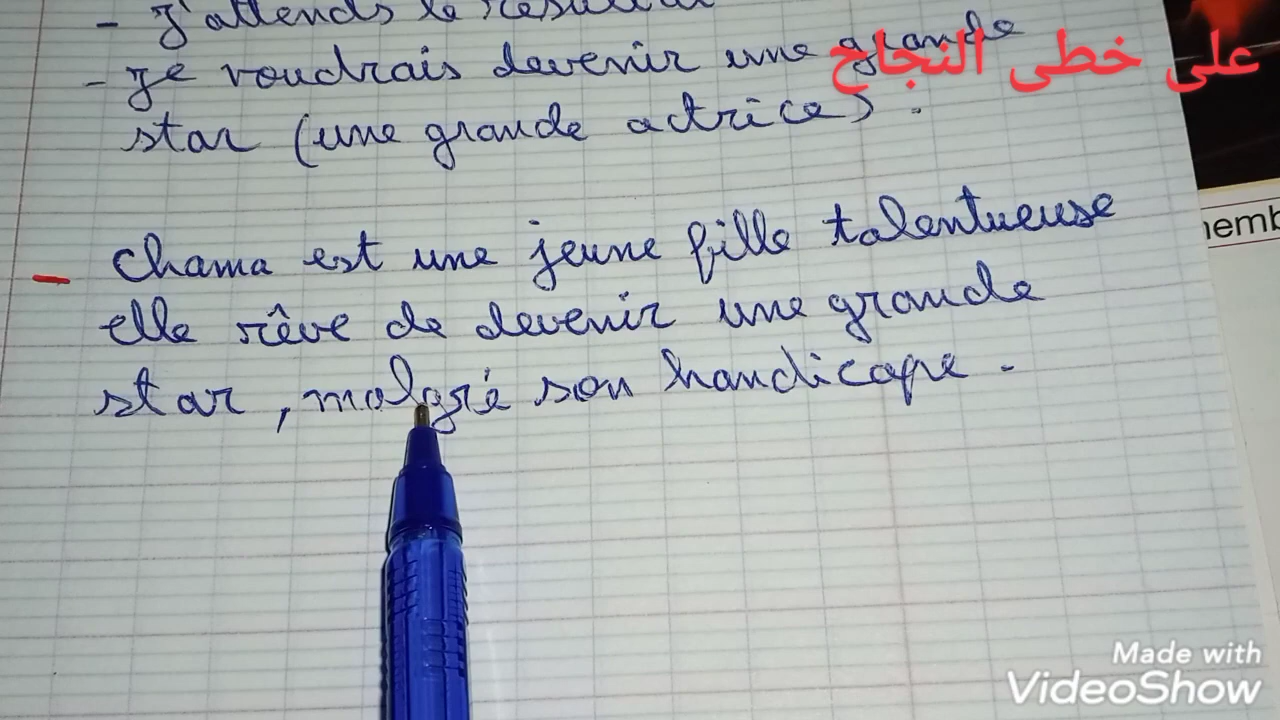 - J'attends le résultat
- Je voudrais devenir une grande
على خطى النجاح
star (une grande actrice).
- Chama est une jeune fille talentueuse
elle rêve de devenir une grande
star, malgré son handicape.
Made with
VideoShow